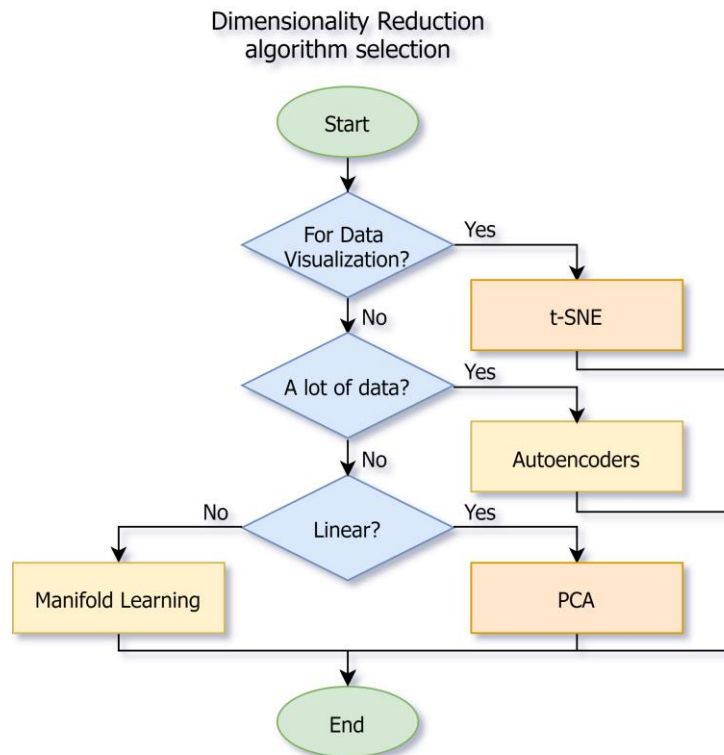 Dimensionality Reduction
algorithm selection
Start
For Data
Visualization?
Yes
t-SNE
No
A lot of data?
Yes
Autoencoders
No
No
Linear?
Yes
Manifold Learning
PCA
End